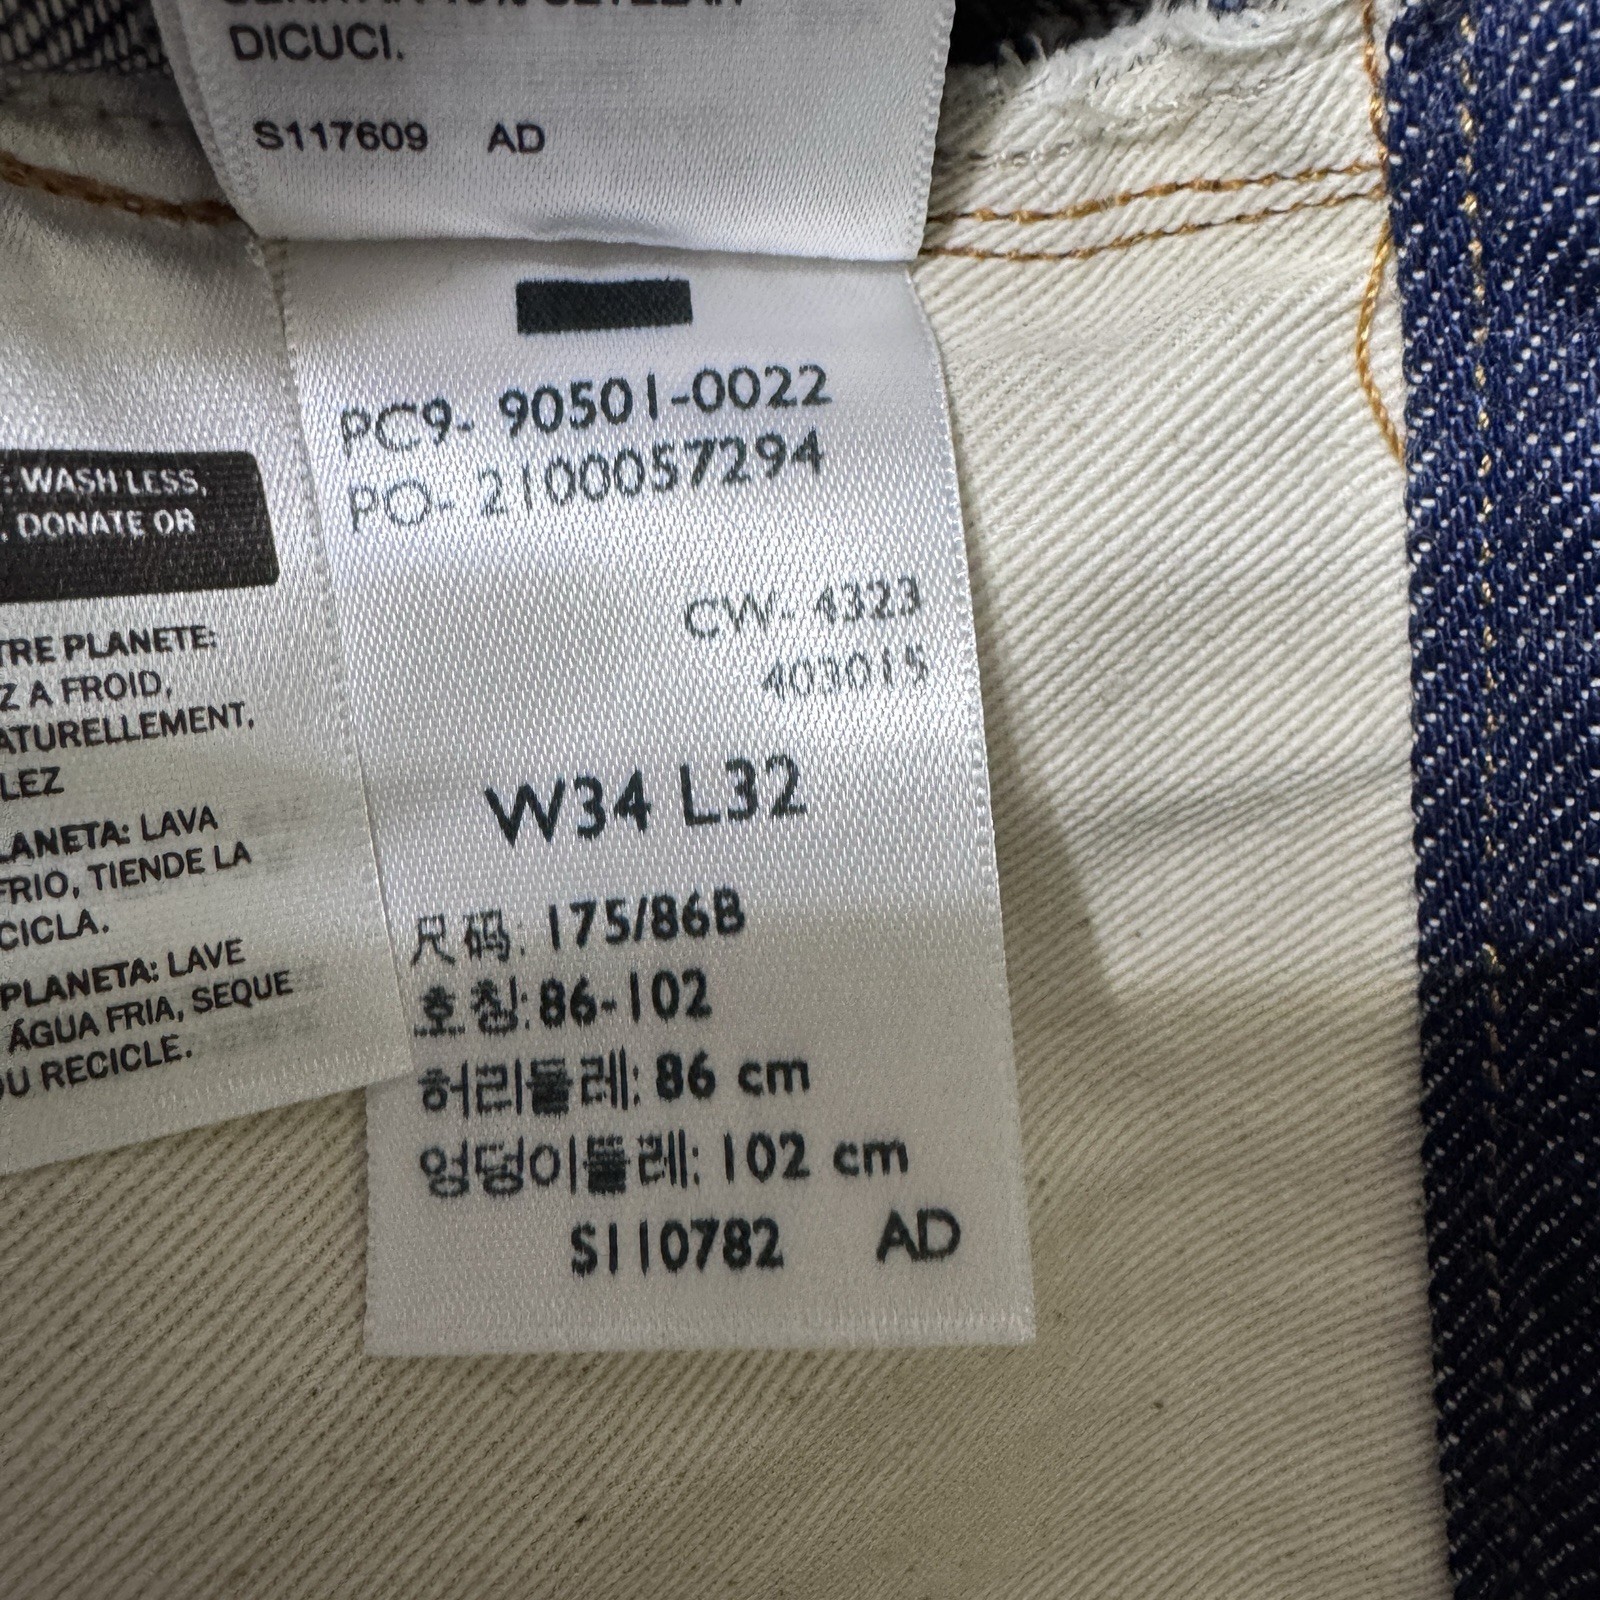 DICUCI.
S117609 AD
PC9- 90501-0022
PO- 2100057294
CW- 4323
403015
W34 L32
尺码: 175/86B
호칭: 86-102
허리둘레: 86 cm
엉덩이둘레: 102 cm
S110782 AD
: WASH LESS,
, DONATE OR
TRE PLANETE:
Z A FROID,
ATURELLEMENT,
LEZ
LANETA: LAVA
FRIO, TIENDE LA
CICLA.
PLANETA: LAVE
ÁGUA FRIA, SEQUE
OU RECICLE.